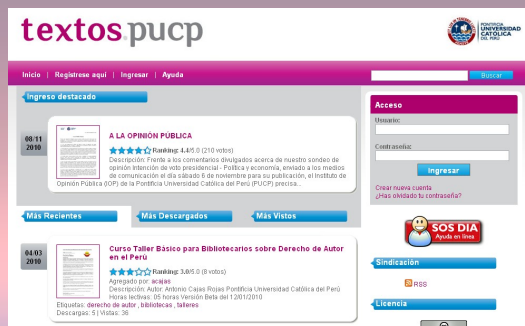 textos.pucp
PONTIFICIA
UNIVERSIDAD
CATÓLICA
DEL PERÚ
Inicio | Regístrese aquí | Ingresar | Ayuda
Buscar
Ingreso destacado
08/11
2010
A LA OPINIÓN PÚBLICA
Ranking: 4.4/5.0 (210 votos)
Descripción: Frente a los comentarios divulgados acerca de nuestro sondeo de
opinión intención de voto presidencial - Política y economía, enviado a los medios
de comunicación el día sábado 6 de noviembre para su publicación, el Instituto de
Opinión Pública (IOP) de la Pontificia Universidad Católica del Perú (PUCP) precisa...
Más Recientes
Más Descargados
Más Vistos
04/03
2010
Curso Taller Básico para Bibliotecarios sobre Derecho de Autor
en el Perú
Ranking: 3.0/5.0 (8 votos)
Agregado por: acajas
Descripción: Autor: Antonio Cajas Rojas Pontificia Universidad Católica del Perú
Horas lectivas: 05 horas Versión Beta del 12/01/2010
Etiquetas: derecho de autor , bibliotecas , talleres
Descargas: 5 | Vistas: 36
Acceso
Usuario:
Contraseña:
Ingresar
Crear nueva cuenta
¿Has olvidado tu contraseña?
SOS DIA
Ayuda en línea
Sindicación
RSS
Licencia